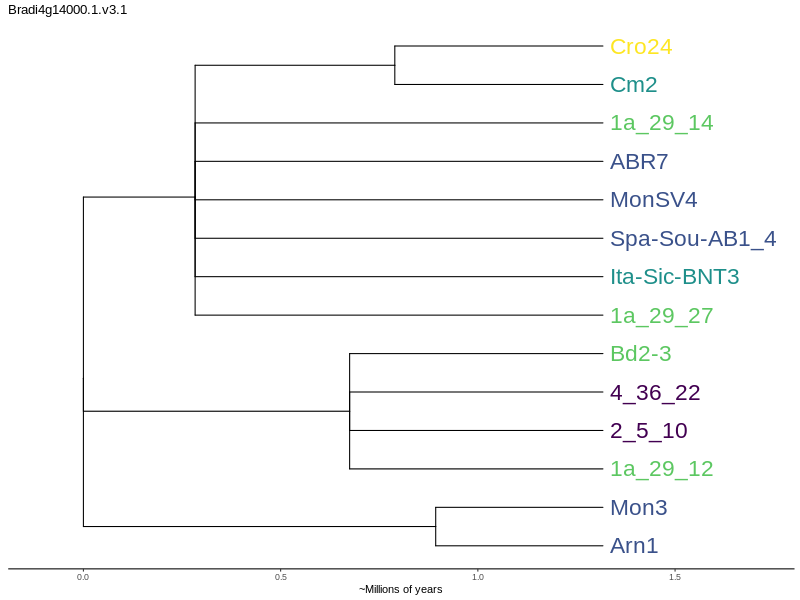 Bradi4g14000.1.v3.1
Cro24
Cm2
1a_29_14
ABR7
MonSV4
Spa-Sou-AB1_4
Ita-Sic-BNT3
1a_29_27
Bd2-3
4_36_22
2_5_10
1a_29_12
Mon3
Arn1
0.0 0.5 1.0 1.5
~Millions of years